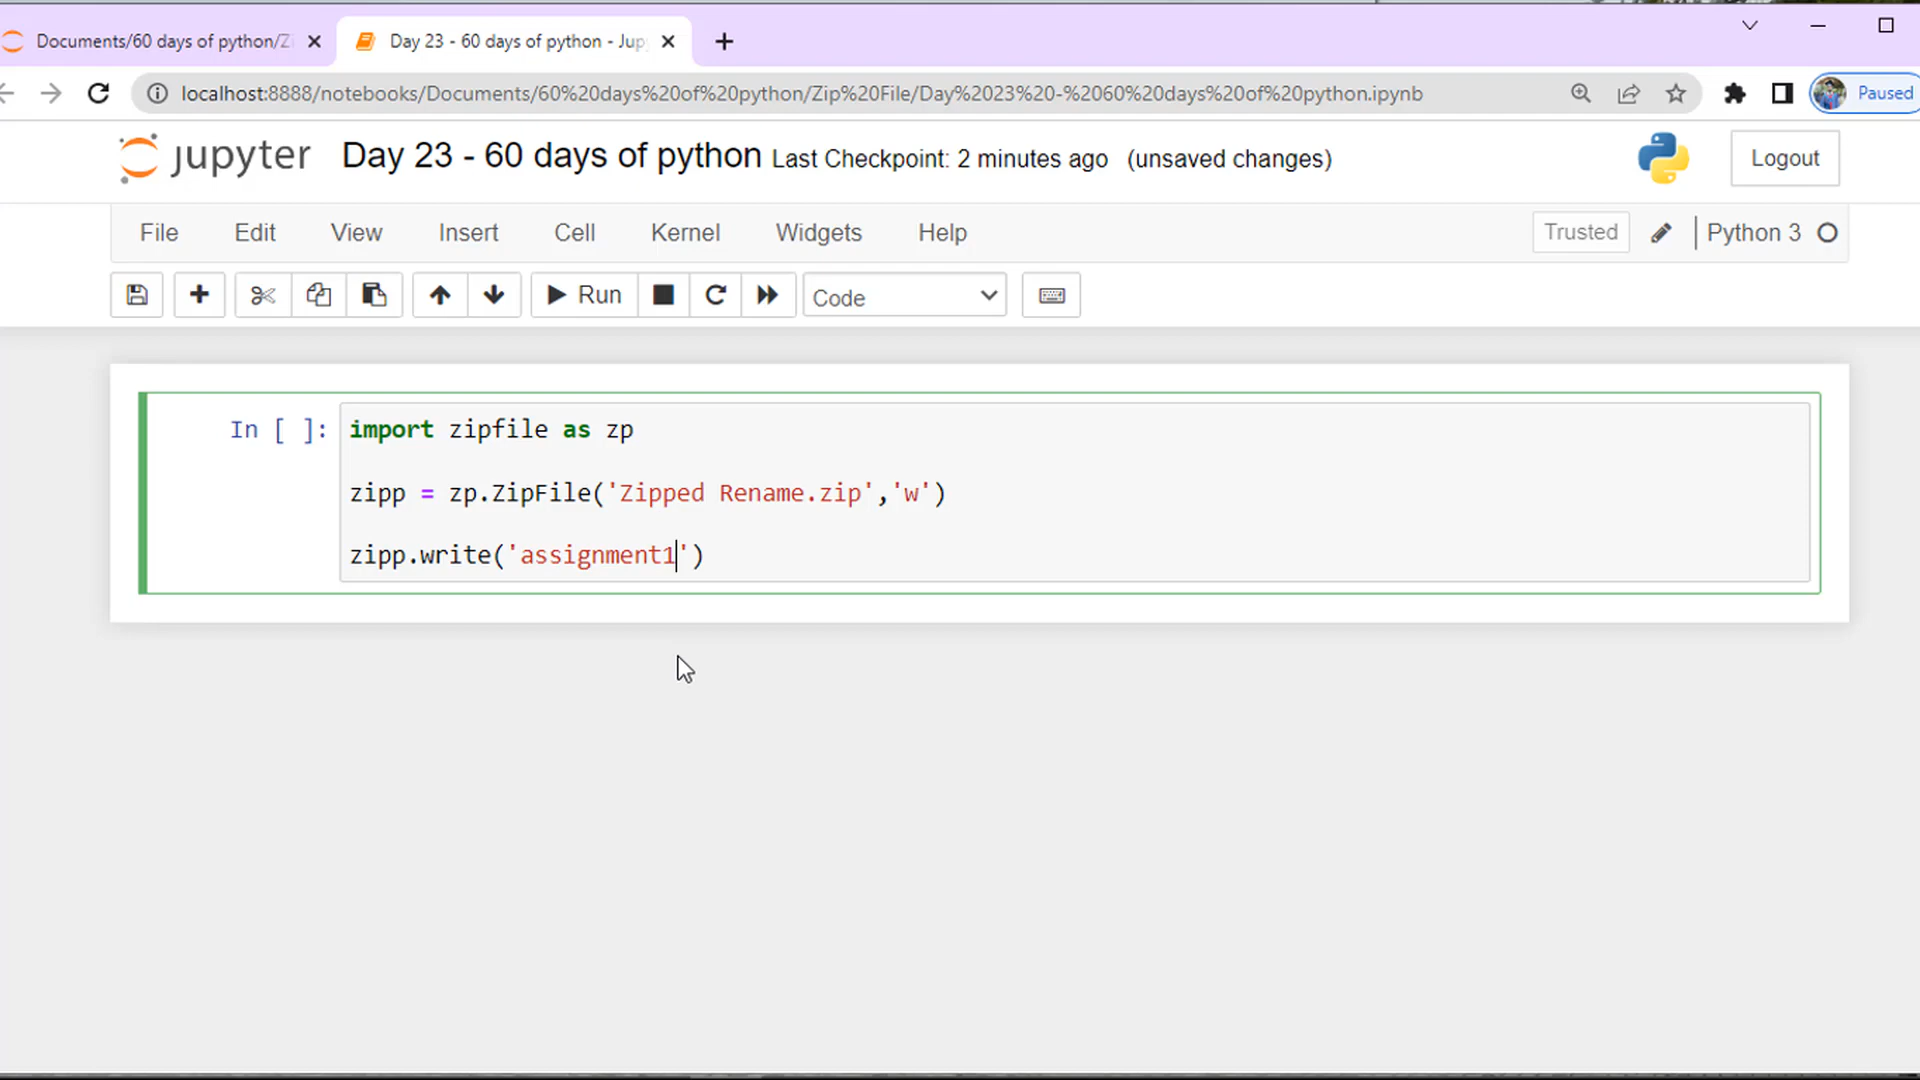 Documents/60 days of python/Z
Day 23 - 60 days of python - Jup
localhost:8888/notebooks/Documents/60%20days%20of%20python/Zip%20File/Day%2023%20-%2060%20days%20of%20python.ipynb
Paused
jupyter Day 23 - 60 days of python Last Checkpoint: 2 minutes ago (unsaved changes)
Logout
File Edit View Insert Cell Kernel Widgets Help
Trusted Python 3
Run Code
In [ ]: import zipfile as zp
zipp = zp.ZipFile('Zipped Rename.zip','w')
zipp.write('assignment1')